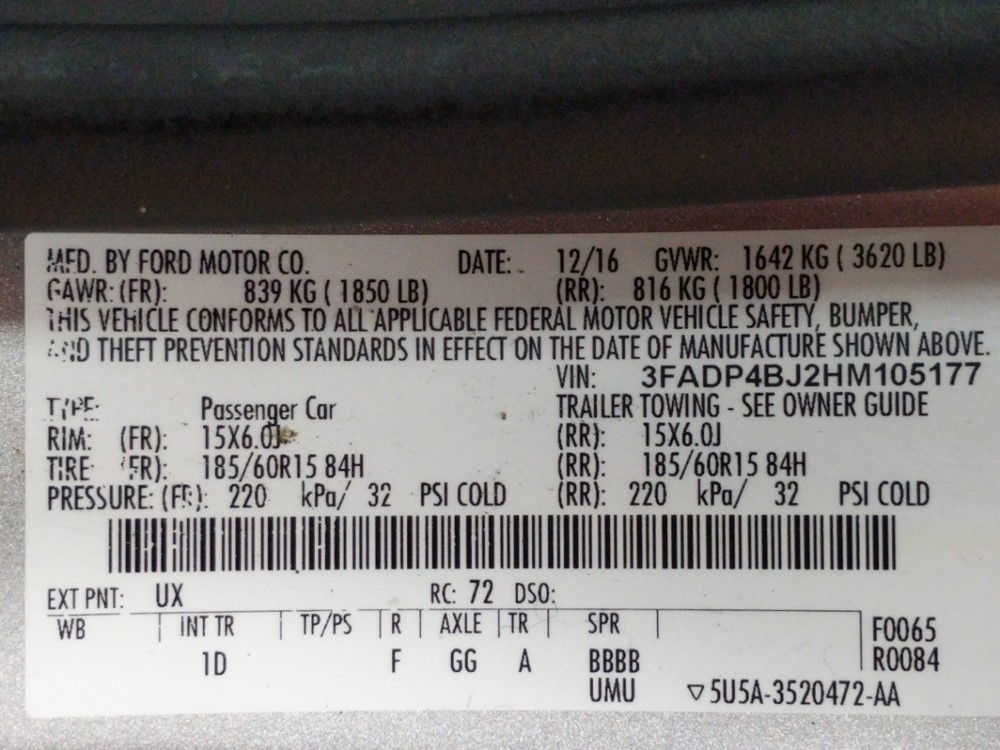 MFD. BY FORD MOTOR CO. DATE: 12/16 GVWR: 1642 KG ( 3620 LB)
GAWR: (FR): 839 KG ( 1850 LB) (RR): 816 KG ( 1800 LB)
THIS VEHICLE CONFORMS TO ALL APPLICABLE FEDERAL MOTOR VEHICLE SAFETY, BUMPER,
AND THEFT PREVENTION STANDARDS IN EFFECT ON THE DATE OF MANUFACTURE SHOWN ABOVE.
VIN: 3FADP4BJ2HM105177
TYPE: Passenger Car TRAILER TOWING - SEE OWNER GUIDE
RIM: (FR): 15X6.0J (RR): 15X6.0J
TIRE (FR): 185/60R15 84H (RR): 185/60R15 84H
PRESSURE: (FR): 220 kPa/ 32 PSI COLD (RR): 220 kPa/ 32 PSI COLD
EXT PNT: UX RC: 72 DSO:
WB INT TR TP/PS R AXLE TR SPR F0065
1D F GG A BBBB R0084
UMU ▽5U5A-3520472-AA